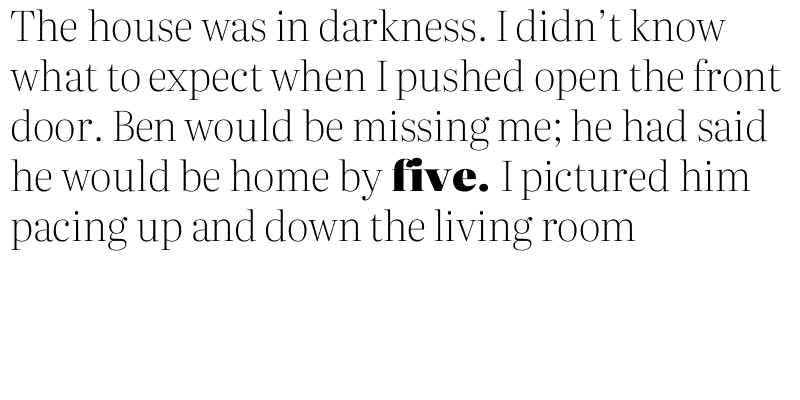 The house was in darkness. I didn’t know
what to expect when I pushed open the front
door. Ben would be missing me; he had said
he would be home by five. I pictured him
pacing up and down the living room